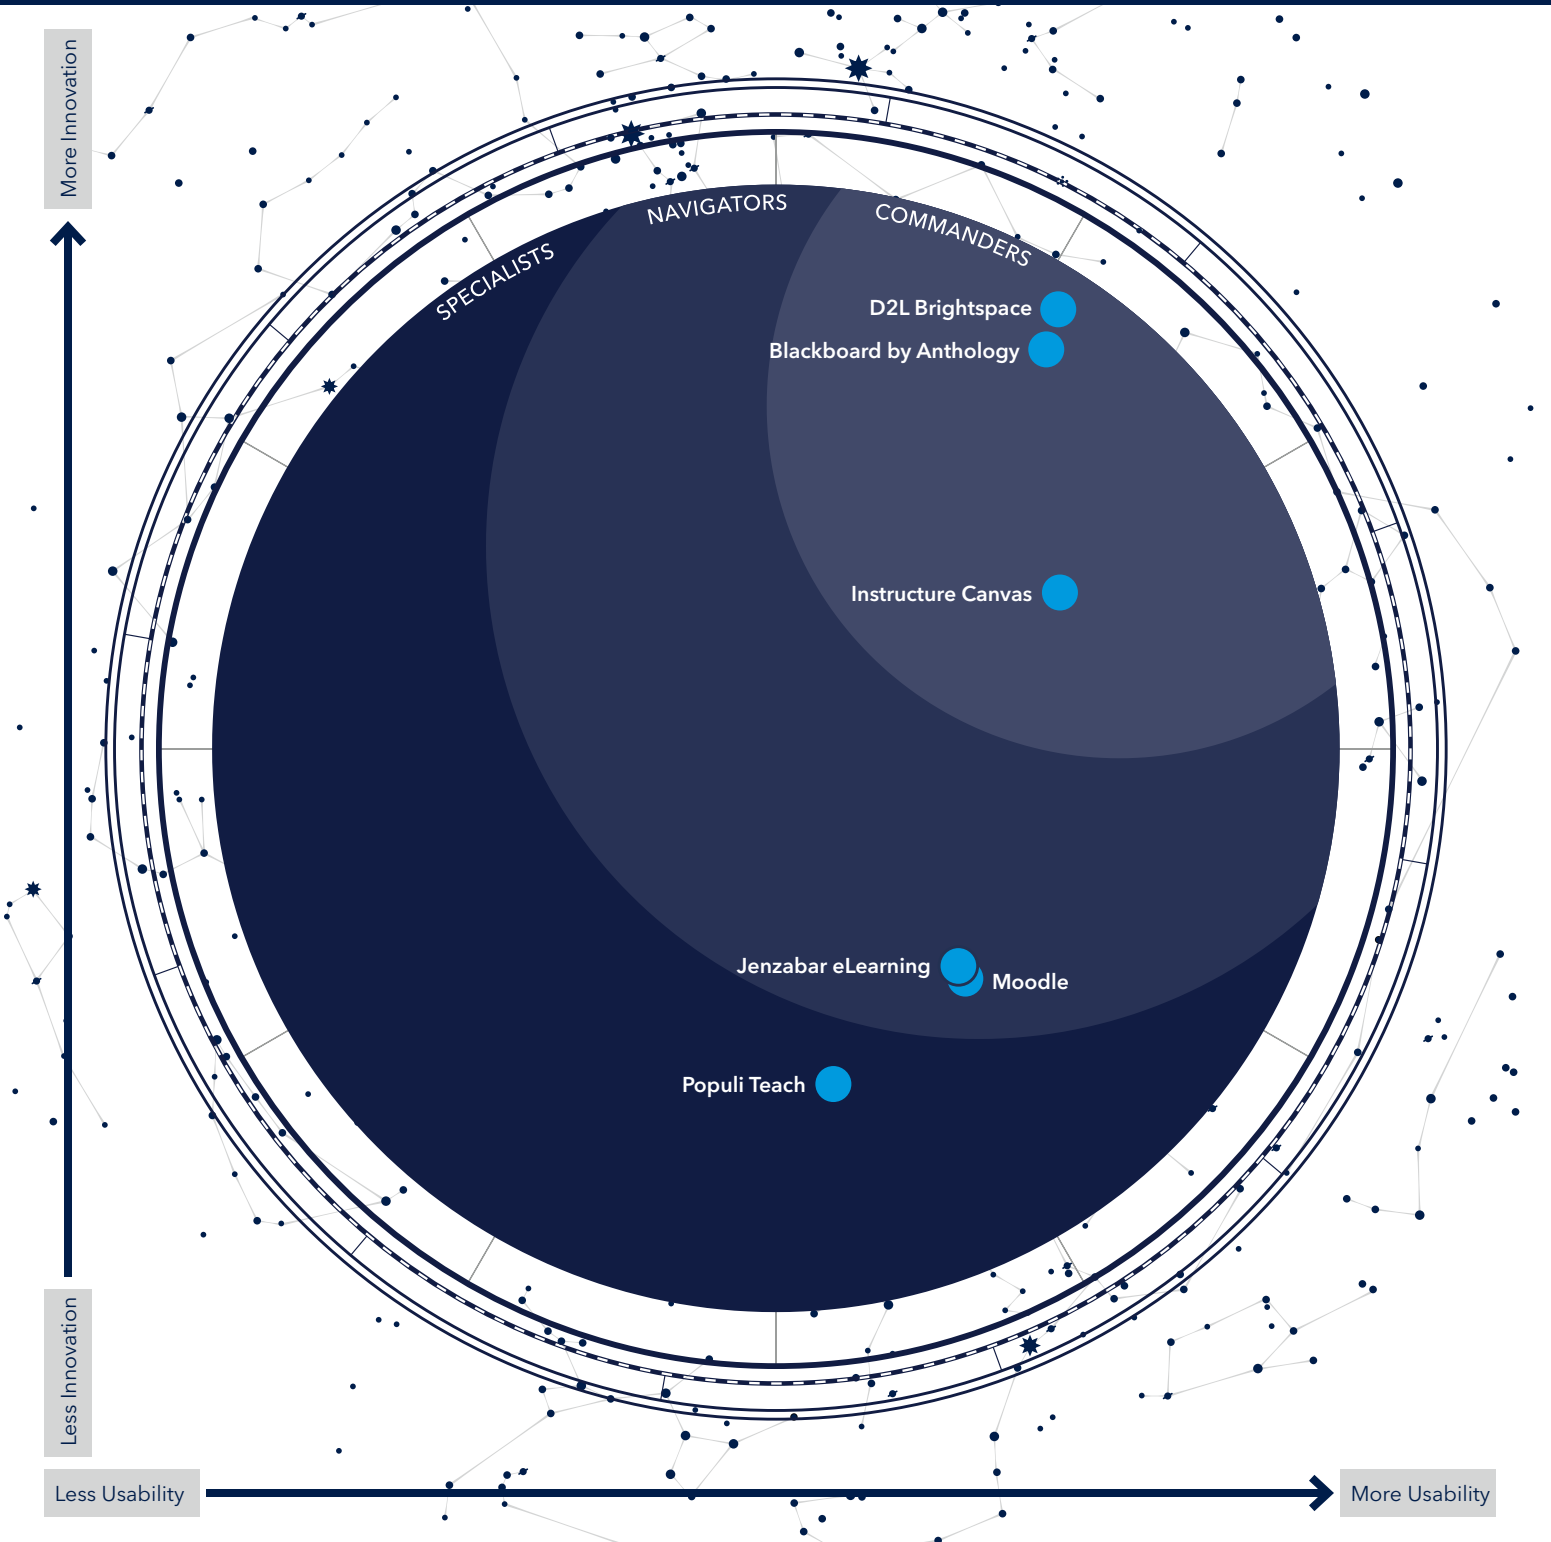 More Innovation
NAVIGATORS
COMMANDERS
SPECIALISTS
D2L Brightspace
Blackboard by Anthology
Instructure Canvas
Jenzabar eLearning
Moodle
Populi Teach
Less Innovation
Less Usability
More Usability